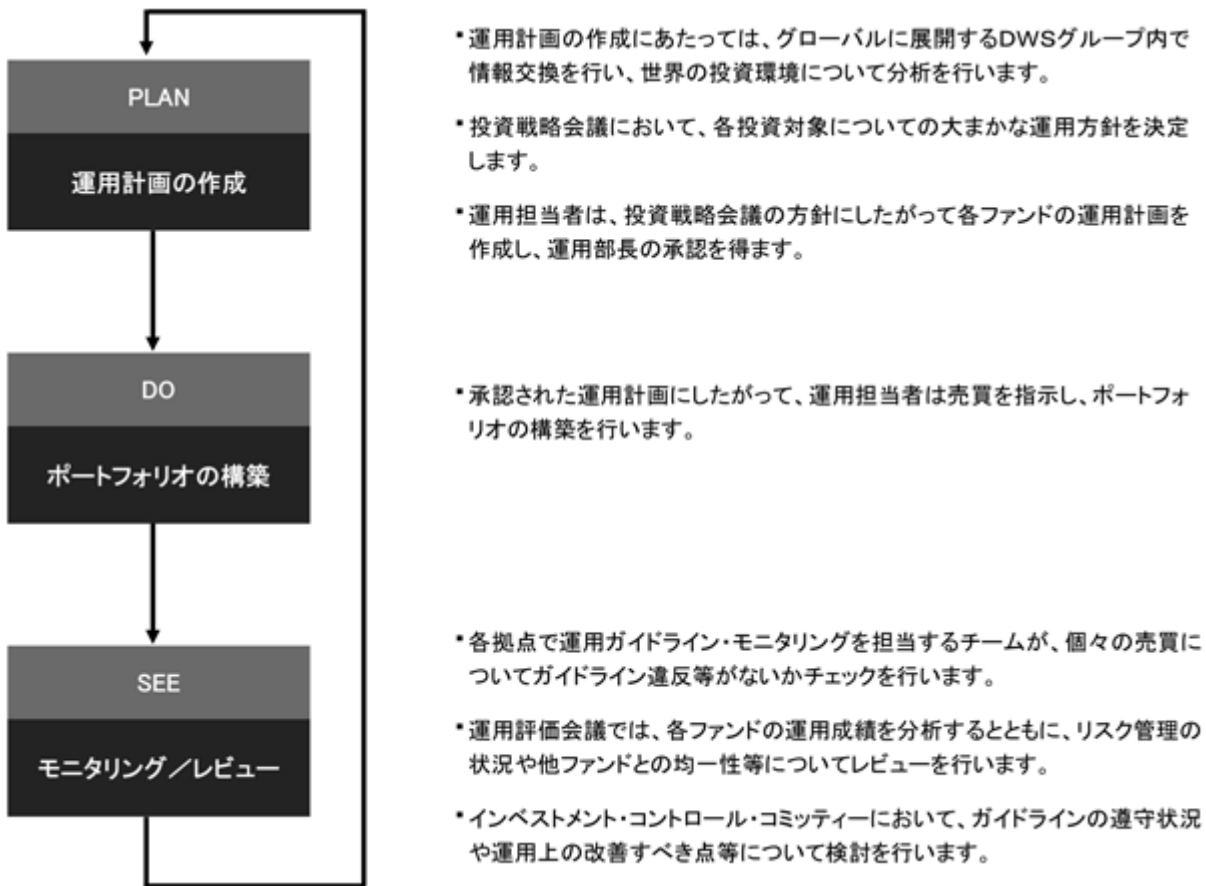 PLAN
運用計画の作成
▪運用計画の作成にあたっては、グローバルに展開するDWSグループ内で
情報交換を行い、世界の投資環境について分析を行います。
▪投資戦略会議において、各投資対象についての大まかな運用方針を決定
します。
▪運用担当者は、投資戦略会議の方針にしたがって各ファンドの運用計画を
作成し、運用部長の承認を得ます。
DO
ポートフォリオの構築
▪承認された運用計画にしたがって、運用担当者は売買を指示し、ポートフォ
リオの構築を行います。
SEE
モニタリング／レビュー
▪各拠点で運用ガイドライン・モニタリングを担当するチームが、個々の売買に
ついてガイドライン違反等がないかチェックを行います。
▪運用評価会議では、各ファンドの運用成績を分析するとともに、リスク管理の
状況や他ファンドとの均一性等についてレビューを行います。
▪インベストメント・コントロール・コミッティーにおいて、ガイドラインの遵守状況
や運用上の改善すべき点等について検討を行います。